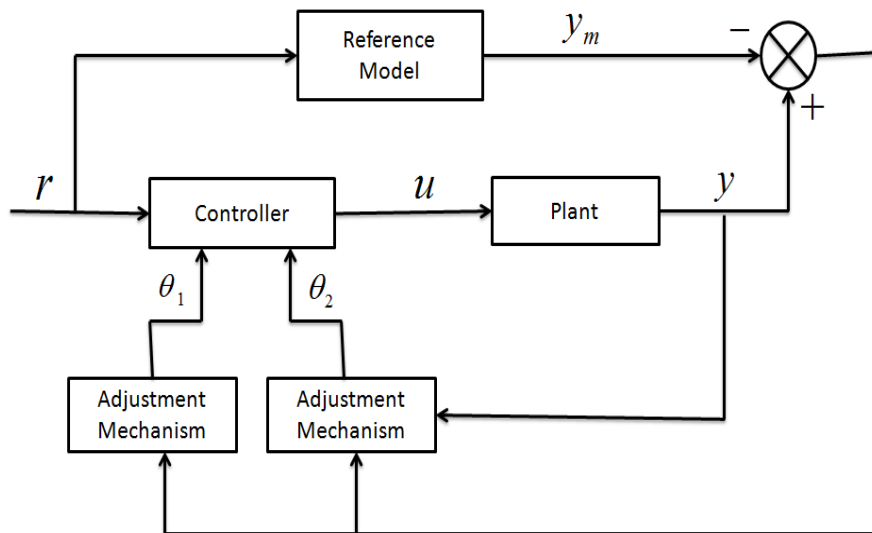 Reference
Model
y_m
−
+
r
Controller
u
Plant
y
θ_1
θ_2
Adjustment
Mechanism
Adjustment
Mechanism